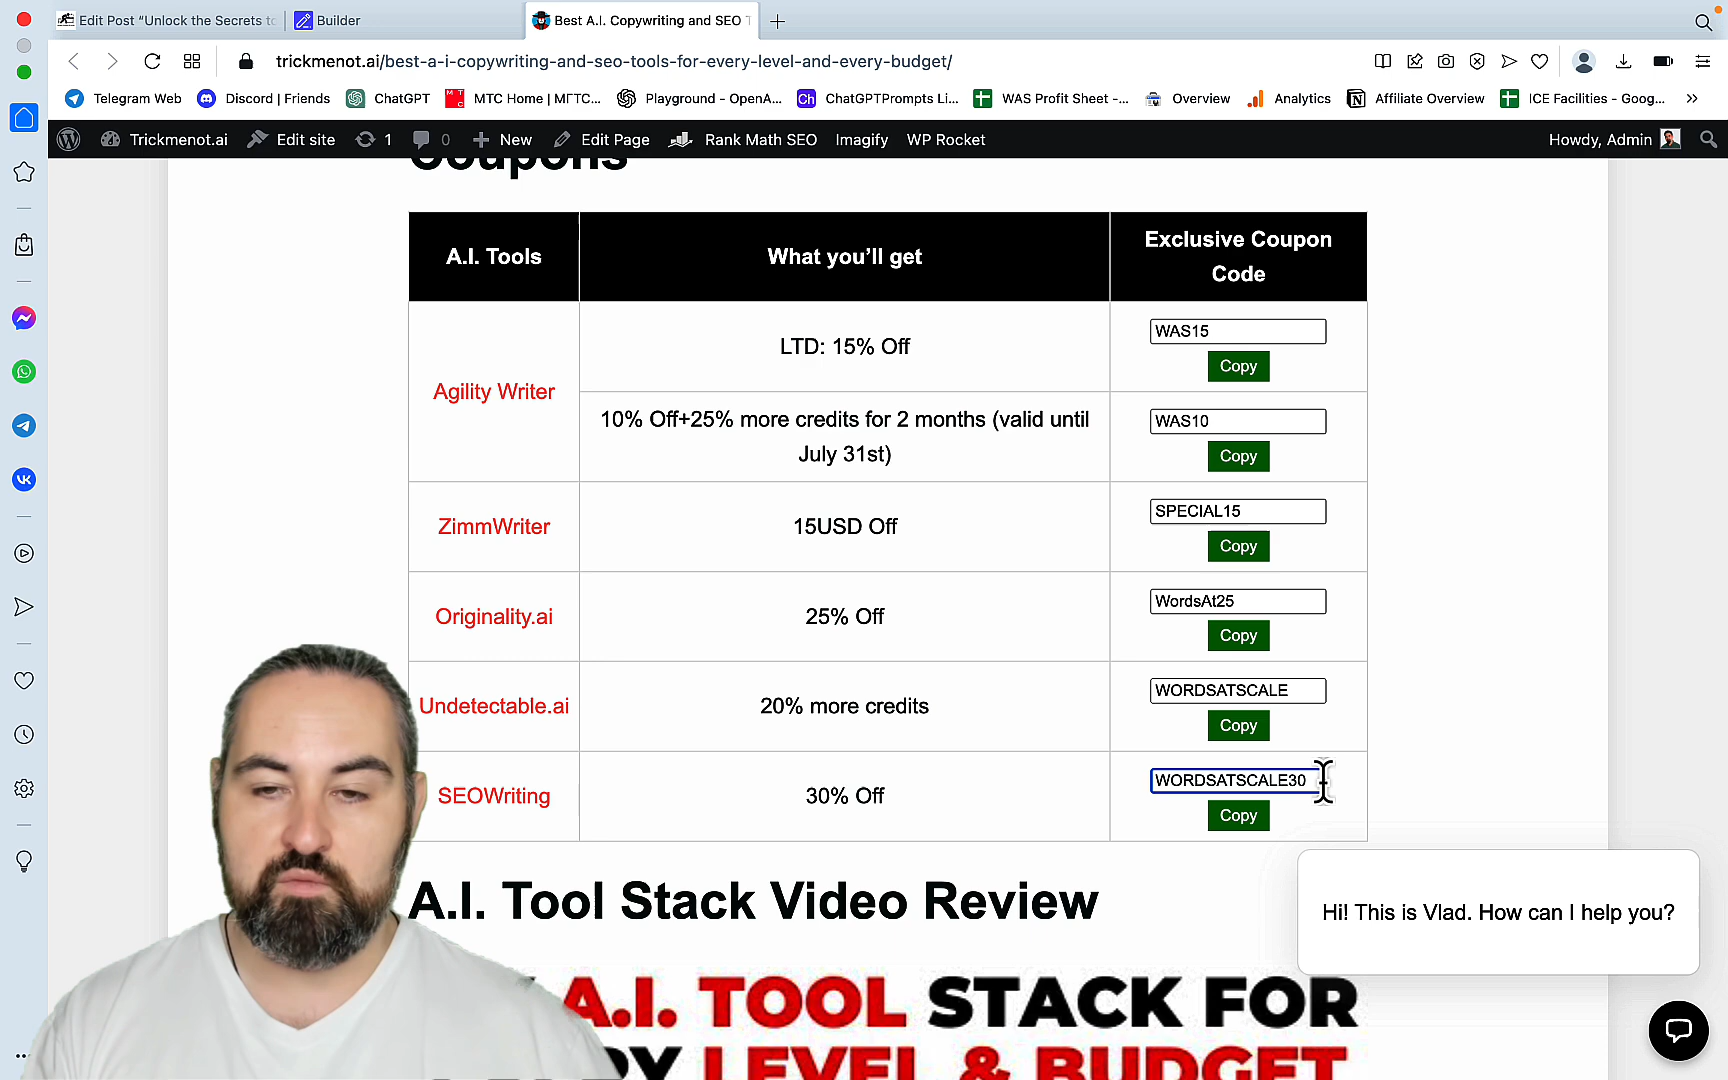 Edit Post “Unlock the Secrets to
Builder
Best A.I. Copywriting and SEO T
trickmenot.ai/best-a-i-copywriting-and-seo-tools-for-every-level-and-every-budget/
Telegram Web
Discord | Friends
ChatGPT
МТС Home | МГТС...
Playground - OpenA...
Ch
ChatGPTPrompts Li...
WAS Profit Sheet -...
Overview
Analytics
Affiliate Overview
ICE Facilities - Goog...
Trickmenot.ai
Edit site
1
0
New
Edit Page
Rank Math SEO
Imagify
WP Rocket
Howdy, Admin
Coupons
A.I. Tools
What you’ll get
Exclusive Coupon
Code
Agility Writer
LTD: 15% Off
WAS15
Copy
10% Off+25% more credits for 2 months (valid until
July 31st)
WAS10
Copy
ZimmWriter
15USD Off
SPECIAL15
Copy
Originality.ai
25% Off
WordsAt25
Copy
Undetectable.ai
20% more credits
WORDSATSCALE
Copy
SEOWriting
30% Off
WORDSATSCALE30
Copy
A.I. Tool Stack Video Review
Hi! This is Vlad. How can I help you?
A.I. TOOL STACK FOR
LEVEL & BUDGET